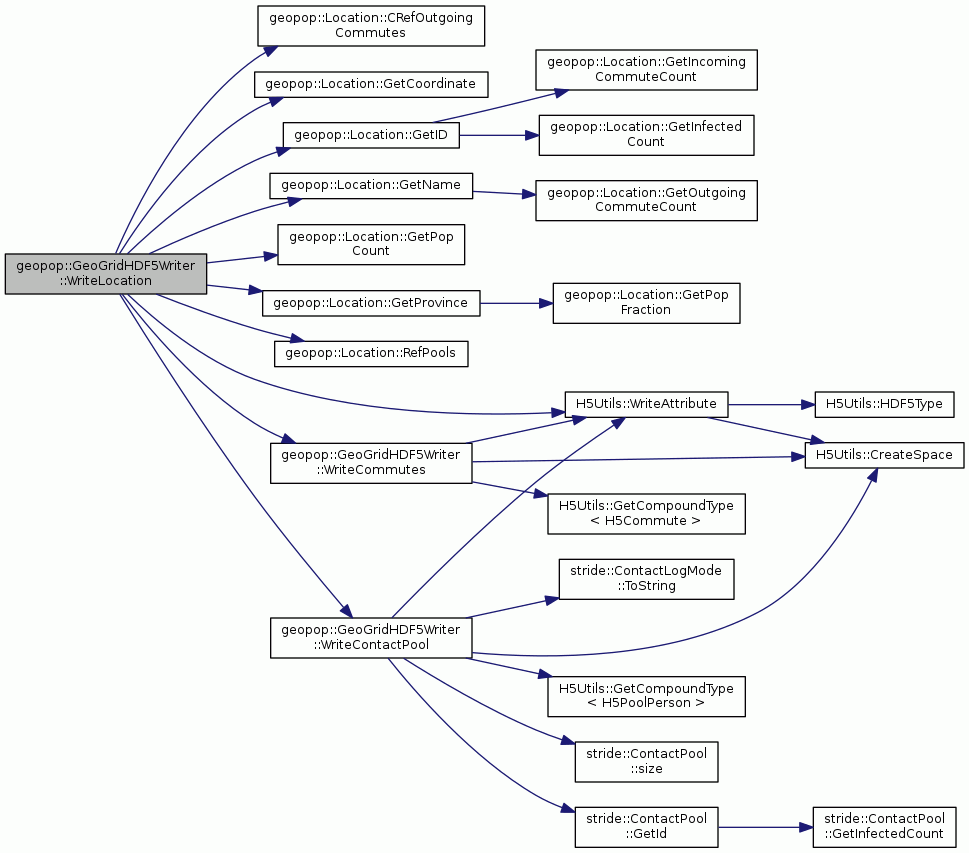 geopop::Location::CRefOutgoing
Commutes
geopop::Location::GetCoordinate
geopop::Location::GetIncoming
CommuteCount
geopop::Location::GetID
geopop::Location::GetInfected
Count
geopop::Location::GetName
geopop::Location::GetOutgoing
CommuteCount
geopop::Location::GetPop
Count
geopop::GeoGridHDF5Writer
::WriteLocation
geopop::Location::GetProvince
geopop::Location::GetPop
Fraction
geopop::Location::RefPools
H5Utils::WriteAttribute
H5Utils::HDF5Type
geopop::GeoGridHDF5Writer
::WriteCommutes
H5Utils::CreateSpace
H5Utils::GetCompoundType
< H5Commute >
stride::ContactLogMode
::ToString
geopop::GeoGridHDF5Writer
::WriteContactPool
H5Utils::GetCompoundType
< H5PoolPerson >
stride::ContactPool
::size
stride::ContactPool
::GetId
stride::ContactPool
::GetInfectedCount